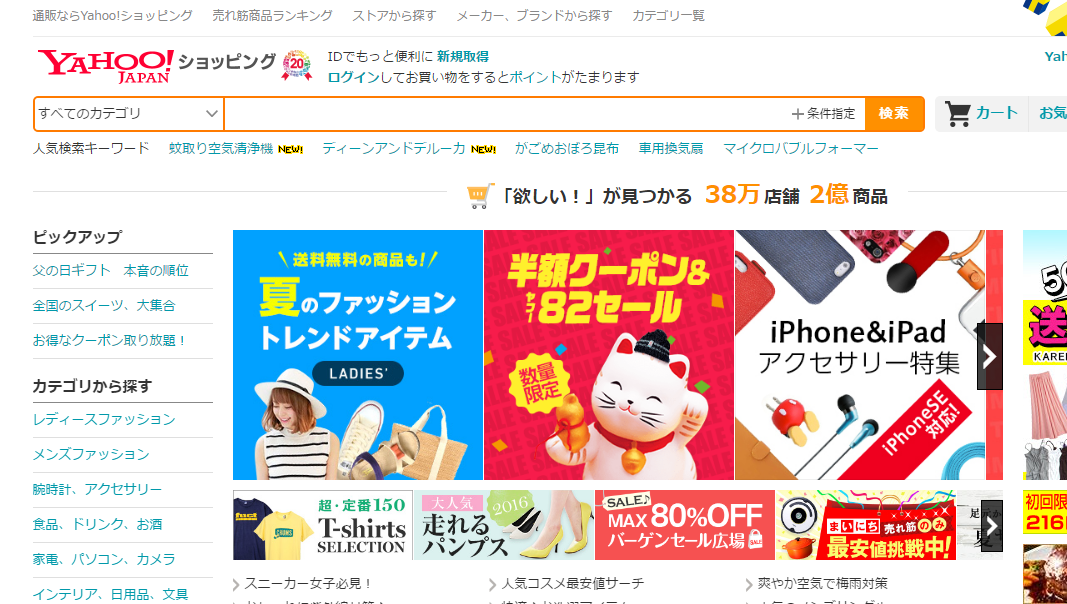 通販ならYahoo!ショッピング 売れ筋商品ランキング ストアから探す メーカー、ブランドから探す カテゴリ一覧
YAHOO! JAPAN ショッピング
20
IDでもっと便利に 新規取得
ログインしてお買い物をするとポイントがたまります
すべてのカテゴリ
+条件指定
検索
カート
人気検索キーワード 蚊取り空気清浄機 NEW! ディーンアンドデルーカ NEW! がごめおぼろ昆布 車用換気扇 マイクロバブルフォーマー
「欲しい！」が見つかる 38万店舗 2億商品
ピックアップ
父の日ギフト 本音の順位
全国のスイーツ、大集合
お得なクーポン取り放題！
カテゴリから探す
レディースファッション
メンズファッション
腕時計、アクセサリー
食品、ドリンク、お酒
家電、パソコン、カメラ
インテリア、日用品、文具
送料無料の商品も！
夏のファッション
トレンドアイテム
LADIES'
半額クーポン&
82セール
数量
限定
iPhone&iPad
アクセサリー特集
iPhoneSE
対応!
超・定番150
T-shirts
SELECTION
大人気 2016
走れる
パンプス
SALE♪
MAX 80%OFF
バーゲンセール広場
まいにち 売れ筋のみ
最安値挑戦中!
初回限
スニーカー女子必見！
人気コスメ最安値サーチ
爽やか空気で梅雨対策